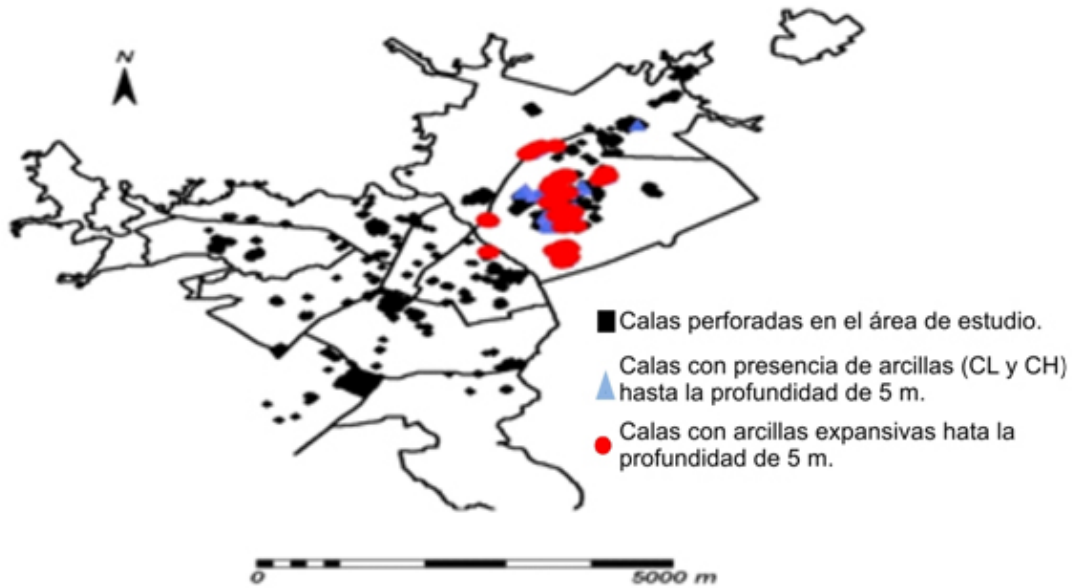 N
Calas perforadas en el área de estudio.
Calas con presencia de arcillas (CL y CH)
hasta la profundidad de 5 m.
Calas con arcillas expansivas hata la
profundidad de 5 m.
0 5000 m